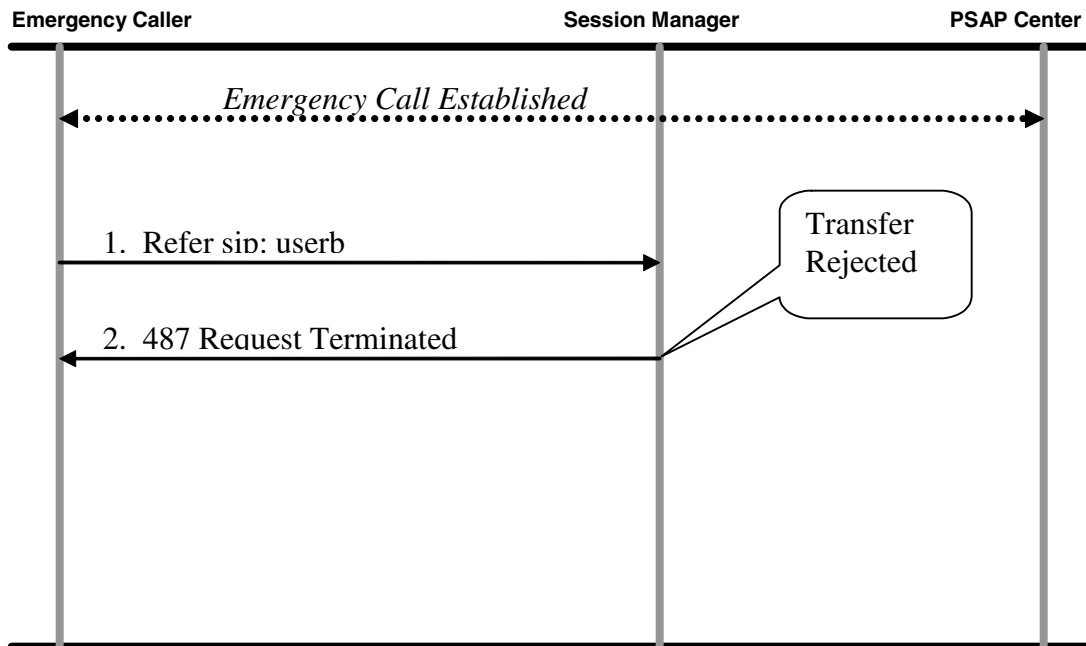 Emergency Caller Session Manager PSAP Center
Emergency Call Established
Transfer
Rejected
1. Refer sip: userb
2. 487 Request Terminated